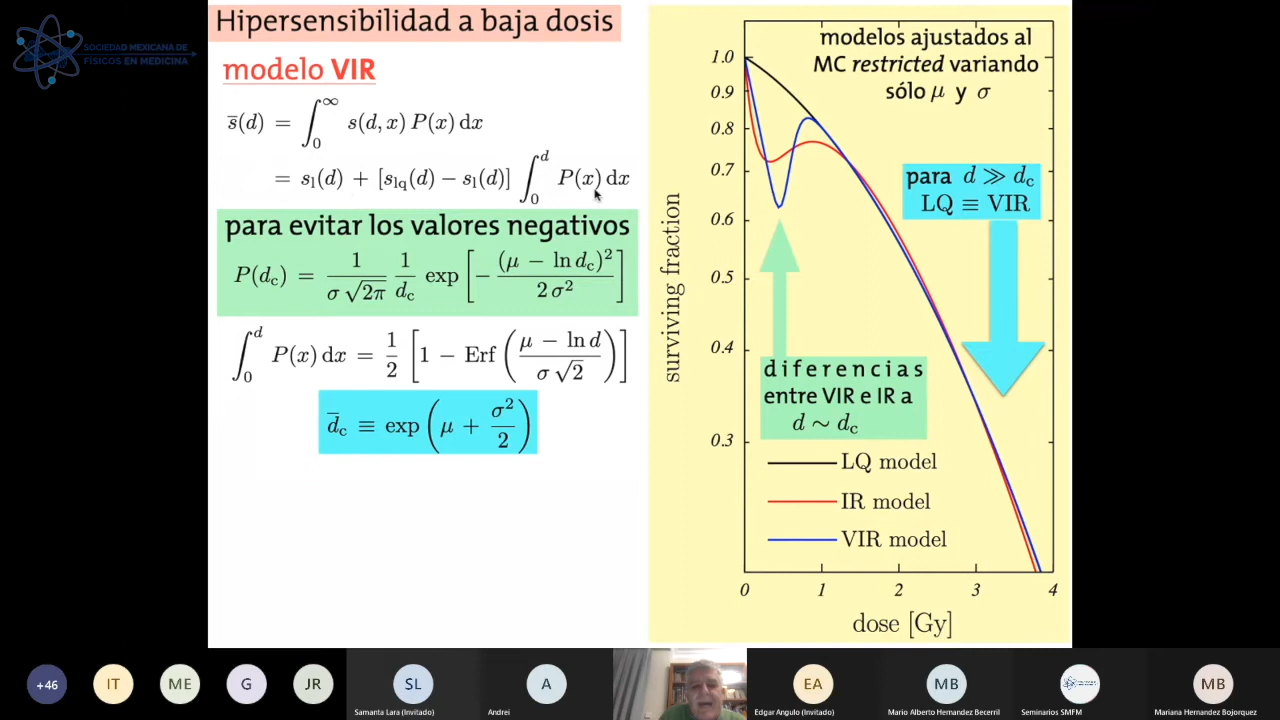 SOCIEDAD MEXICANA DE
FÍSICOS EN MEDICINA
Hipersensibilidad a baja dosis
modelo VIR
s̅(d) = ∫₀^∞ s(d, x) P(x) dx
= s_l(d) + [s_lq(d) − s_l(d)] ∫₀^d P(x) dx
para evitar los valores negativos
P(d_c) = 1/(σ √2π) 1/d_c exp [− (μ − ln d_c)²/(2 σ²)]
∫₀^d P(x) dx = 1/2 [1 − Erf ((μ − ln d)/(σ √2))]
d̅_c ≡ exp (μ + σ²/2)
modelos ajustados al
MC restricted variando
sólo μ y σ
1.0
0.9
0.8
0.7
0.6
0.5
0.4
0.3
surviving fraction
para d ≫ d_c
LQ ≡ VIR
diferencias
entre VIR e IR a
d ∼ d_c
LQ model
IR model
VIR model
0 1 2 3 4
dose [Gy]
+46 IT ME G JR SL A EA MB MB
Samanta Lara (Invitado) Andrei Edgar Angulo (Invitado) Mario Alberto Hernandez Becerril Seminarios SMFM Mariana Hernandez Bojorquez